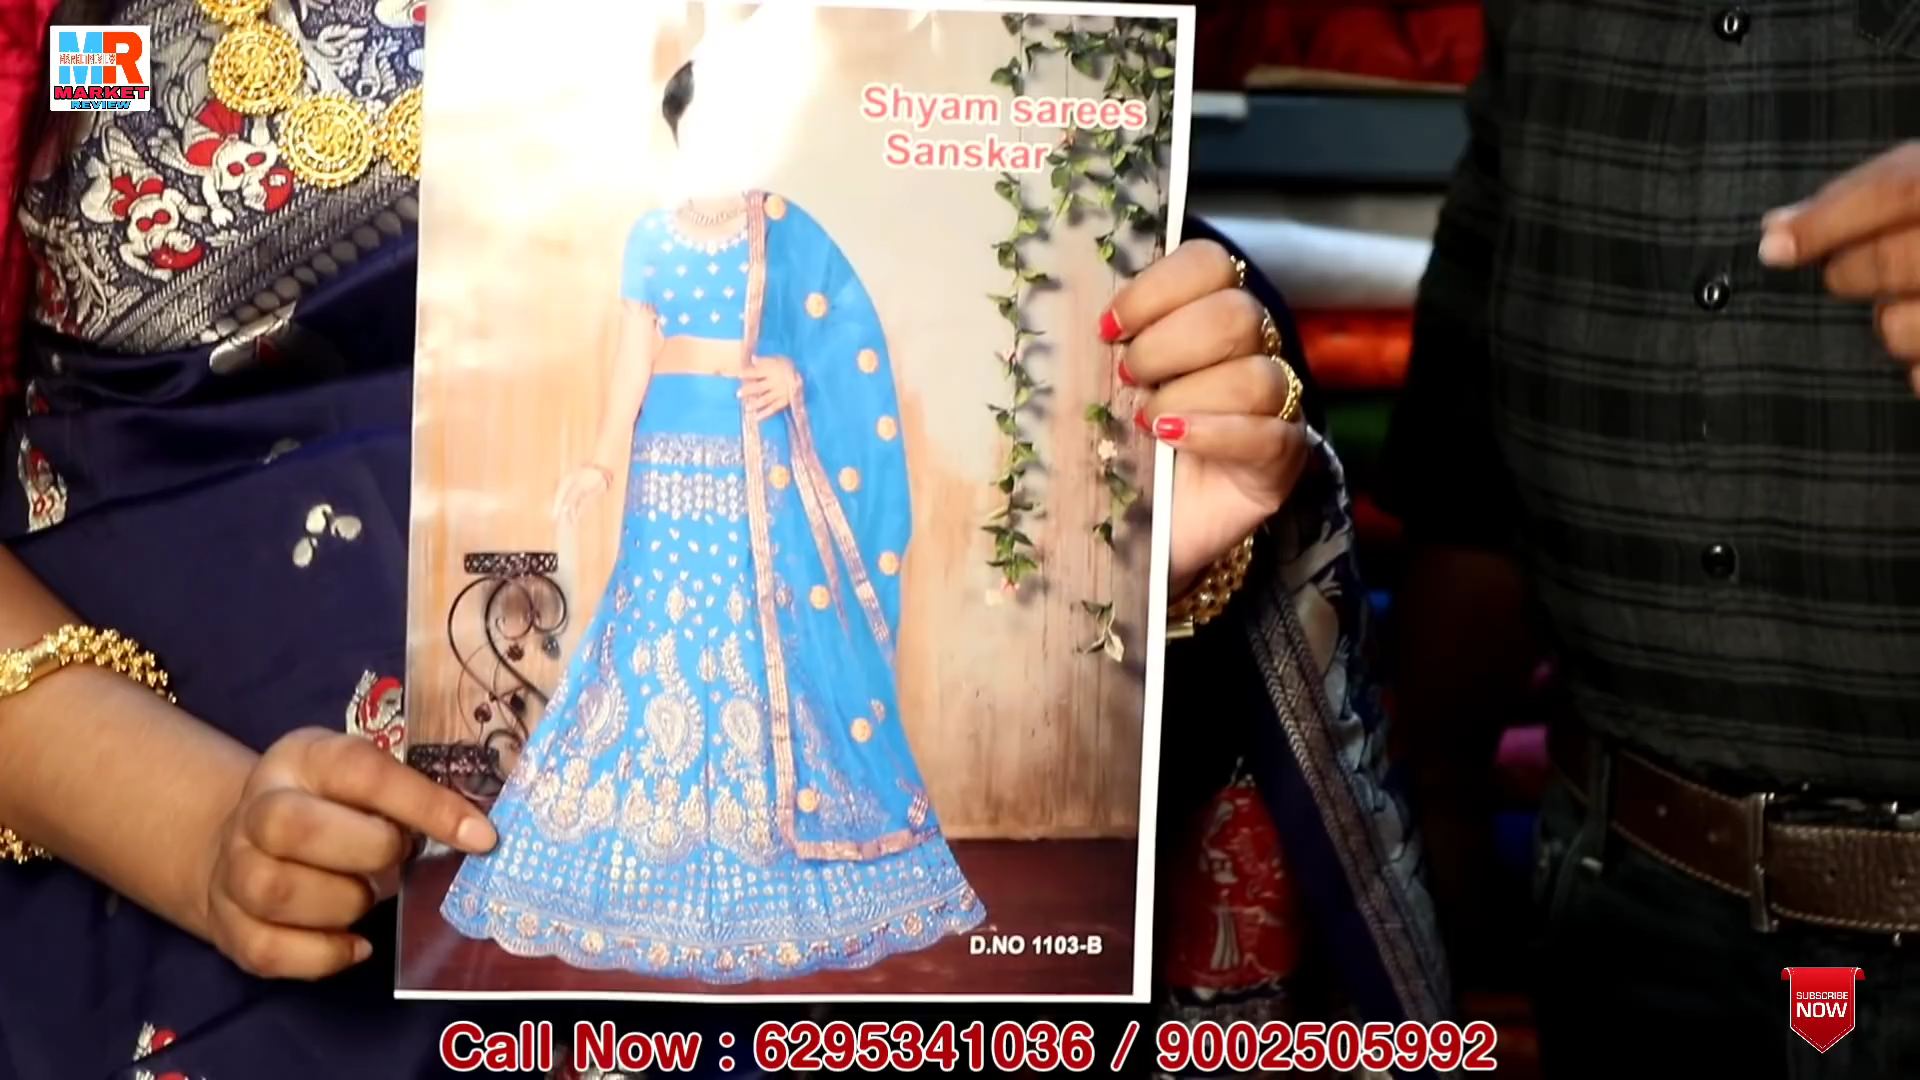 MR
MARKET
REVIEW
Shyam sarees
Sanskar
D.NO 1103-B
SUBSCRIBE
NOW
Call Now : 6295341036 / 9002505992